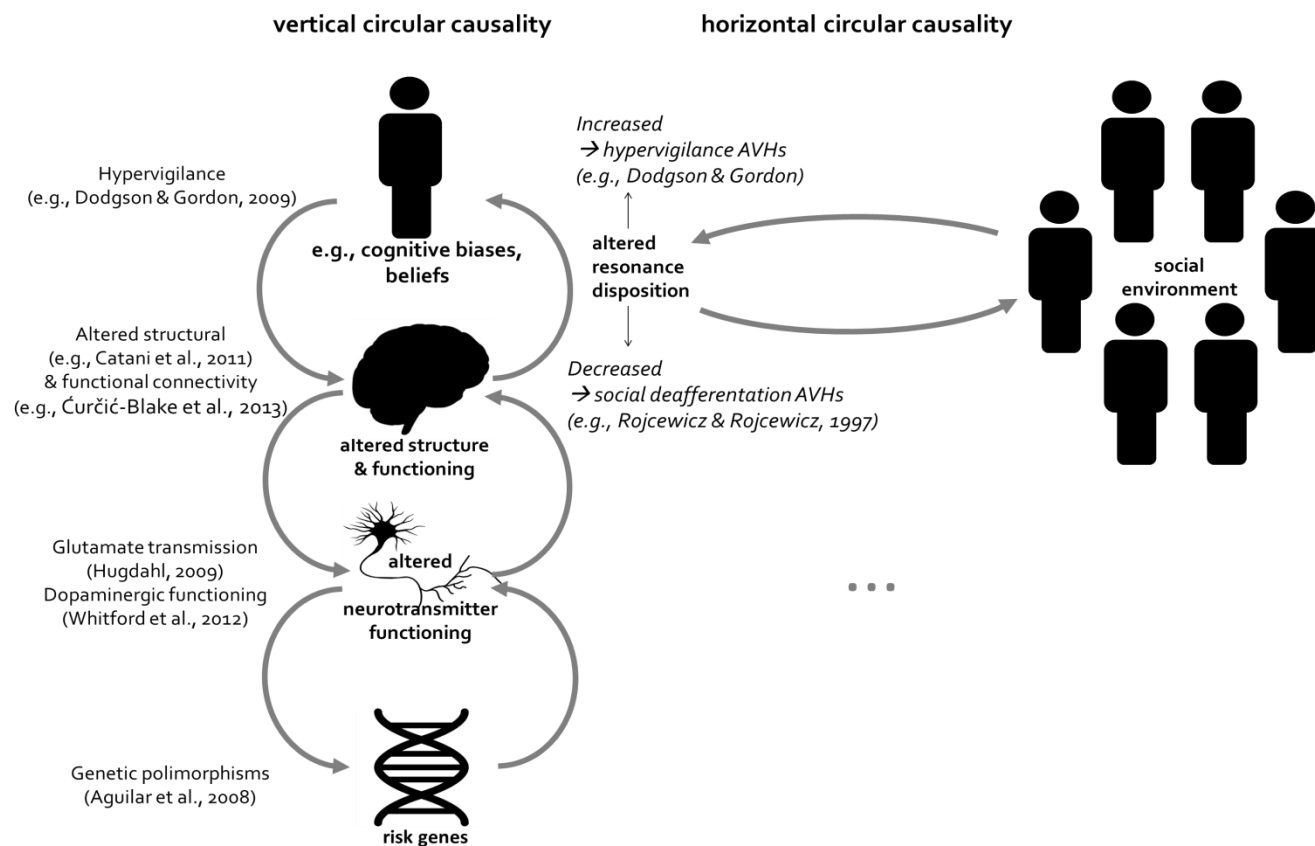 vertical circular causality
horizontal circular causality
Hypervigilance
(e.g., Dodgson & Gordon, 2009)
e.g., cognitive biases,
beliefs
Increased
→ hypervigilance AVHs
(e.g., Dodgson & Gordon)
altered
resonance
disposition
Decreased
→ social deafferentation AVHs
(e.g., Rojcewicz & Rojcewicz, 1997)
social
environment
Altered structural
(e.g., Catani et al., 2011)
& functional connectivity
(e.g., Ćurčić-Blake et al., 2013)
altered structure
& functioning
Glutamate transmission
(Hugdahl, 2009)
Dopaminergic functioning
(Whitford et al., 2012)
altered
neurotransmitter
functioning
...
Genetic polimorphisms
(Aguilar et al., 2008)
risk genes